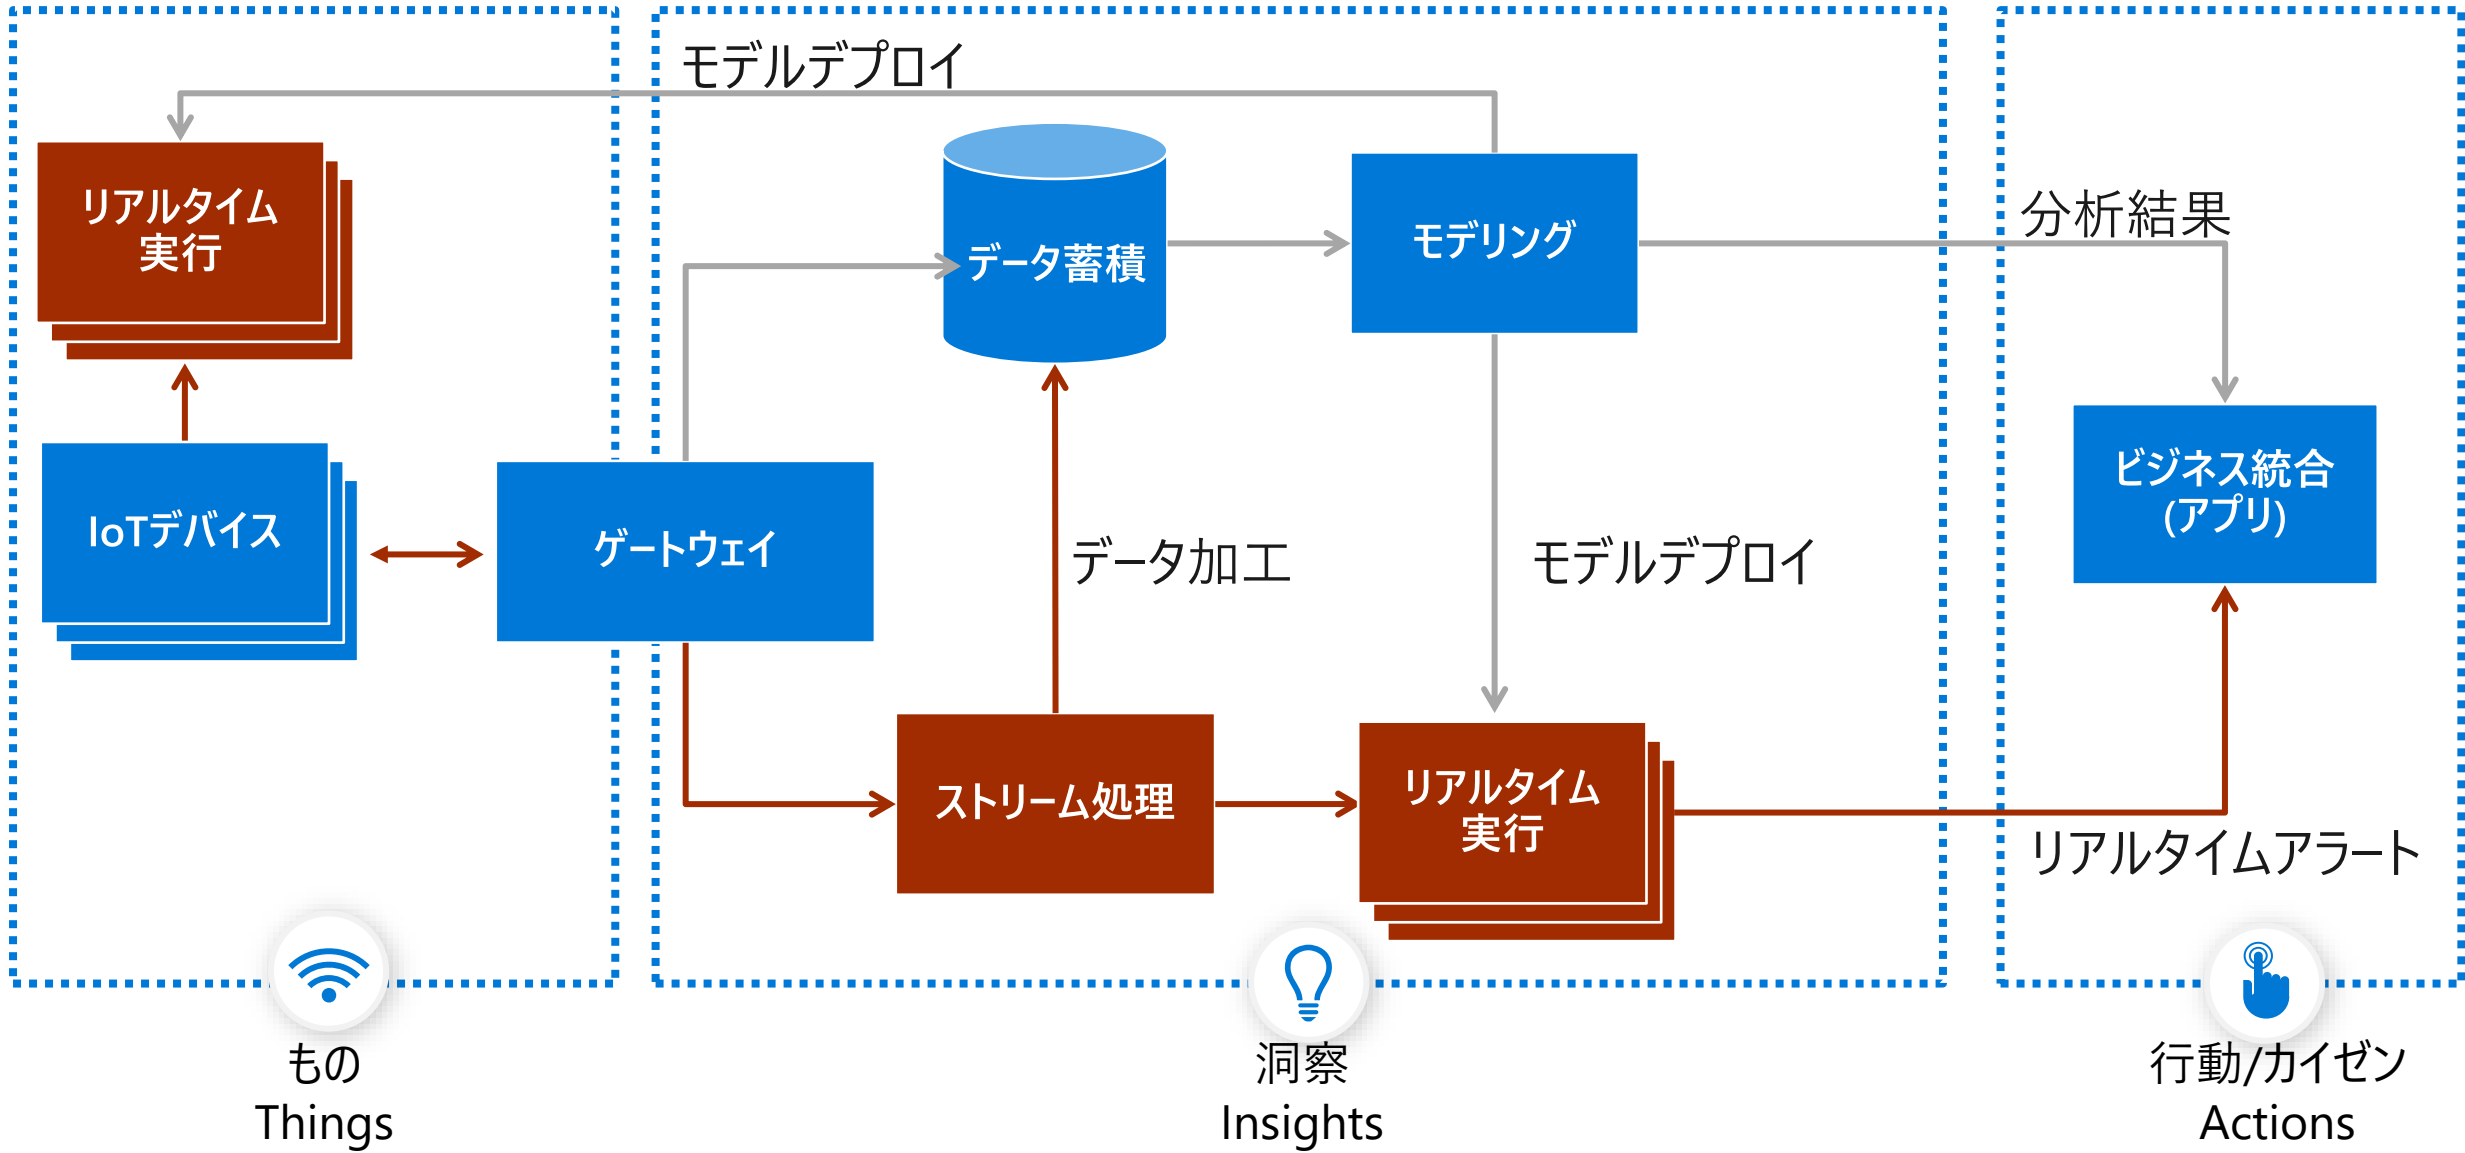 モデルデプロイ
リアルタイム
実行
データ蓄積
モデリング
分析結果
IoTデバイス
ゲートウェイ
データ加工
モデルデプロイ
ビジネス統合
(アプリ)
ストリーム処理
リアルタイム
実行
リアルタイムアラート
もの
Things
洞察
Insights
行動/カイゼン
Actions